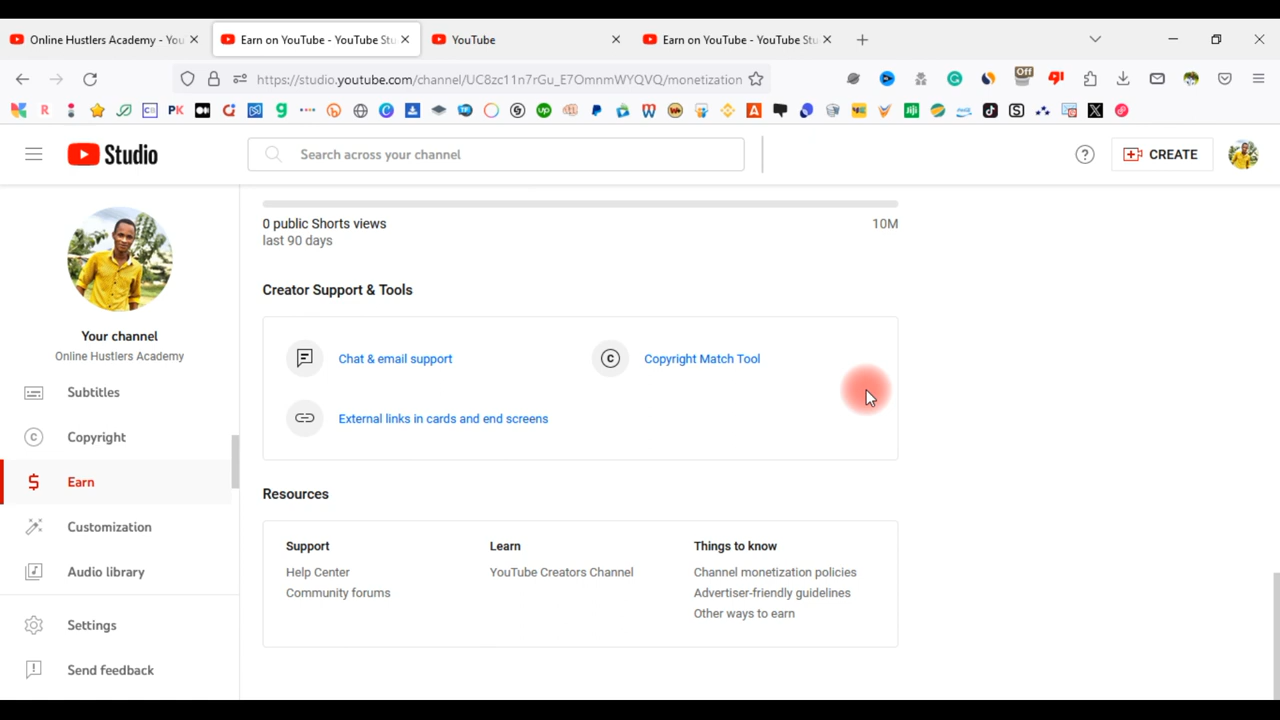 Online Hustlers Academy - You
Earn on YouTube - YouTube Stu
YouTube
Earn on YouTube - YouTube Stu
https://studio.youtube.com/channel/UC8zc11n7rGu_E7OmnmWYQVQ/monetization
Off
Studio
Search across your channel
CREATE
0 public Shorts views
10M
last 90 days
Your channel
Online Hustlers Academy
Subtitles
Copyright
Earn
Customization
Audio library
Settings
Send feedback
Creator Support & Tools
Chat & email support
Copyright Match Tool
External links in cards and end screens
Resources
Support
Help Center
Community forums
Learn
YouTube Creators Channel
Things to know
Channel monetization policies
Advertiser-friendly guidelines
Other ways to earn